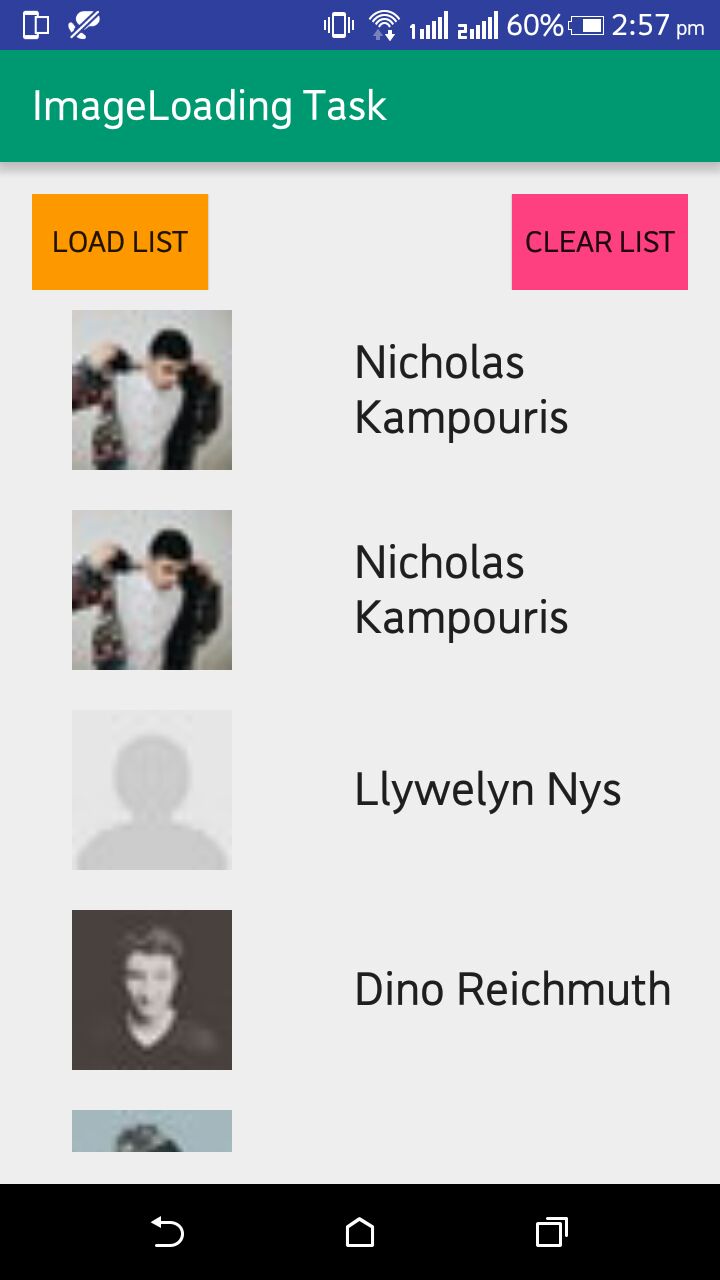 1 2 60% 2:57 pm
ImageLoading Task
LOAD LIST CLEAR LIST
Nicholas
Kampouris
Nicholas
Kampouris
Llywelyn Nys
Dino Reichmuth